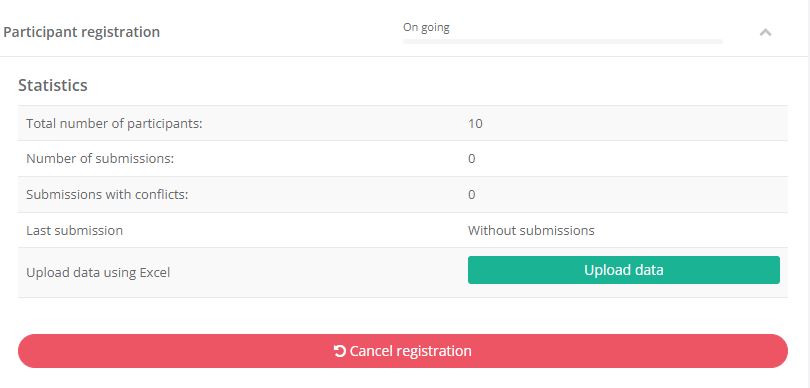 Participant registration
On going
Statistics
Total number of participants: 10
Number of submissions: 0
Submissions with conflicts: 0
Last submission Without submissions
Upload data using Excel Upload data
Cancel registration